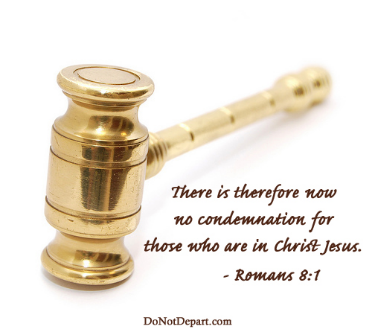 There is therefore now
no condemnation for
those who are in Christ Jesus.
- Romans 8:1
DoNotDepart.com